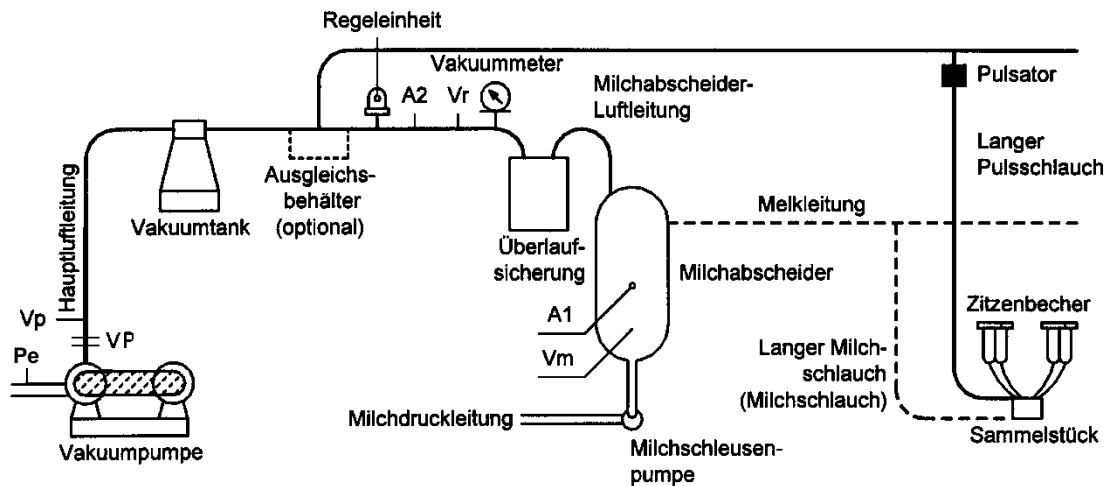 Regeleinheit
Vakuummeter
A2
Vr
Milchabscheider-
Luftleitung
Pulsator
Langer
Pulsschlauch
Hauptluftleitung
Vakuumtank
Ausgleichs-
behälter
(optional)
Überlauf-
sicherung
Melkleitung
Milchabscheider
A1
Vm
Zitzenbecher
Vp
VP
Pe
Langer Milch-
schlauch
(Milchschlauch)
Milchdruckleitung
Vakuumpumpe
Milchschleusen-
pumpe
Sammelstück